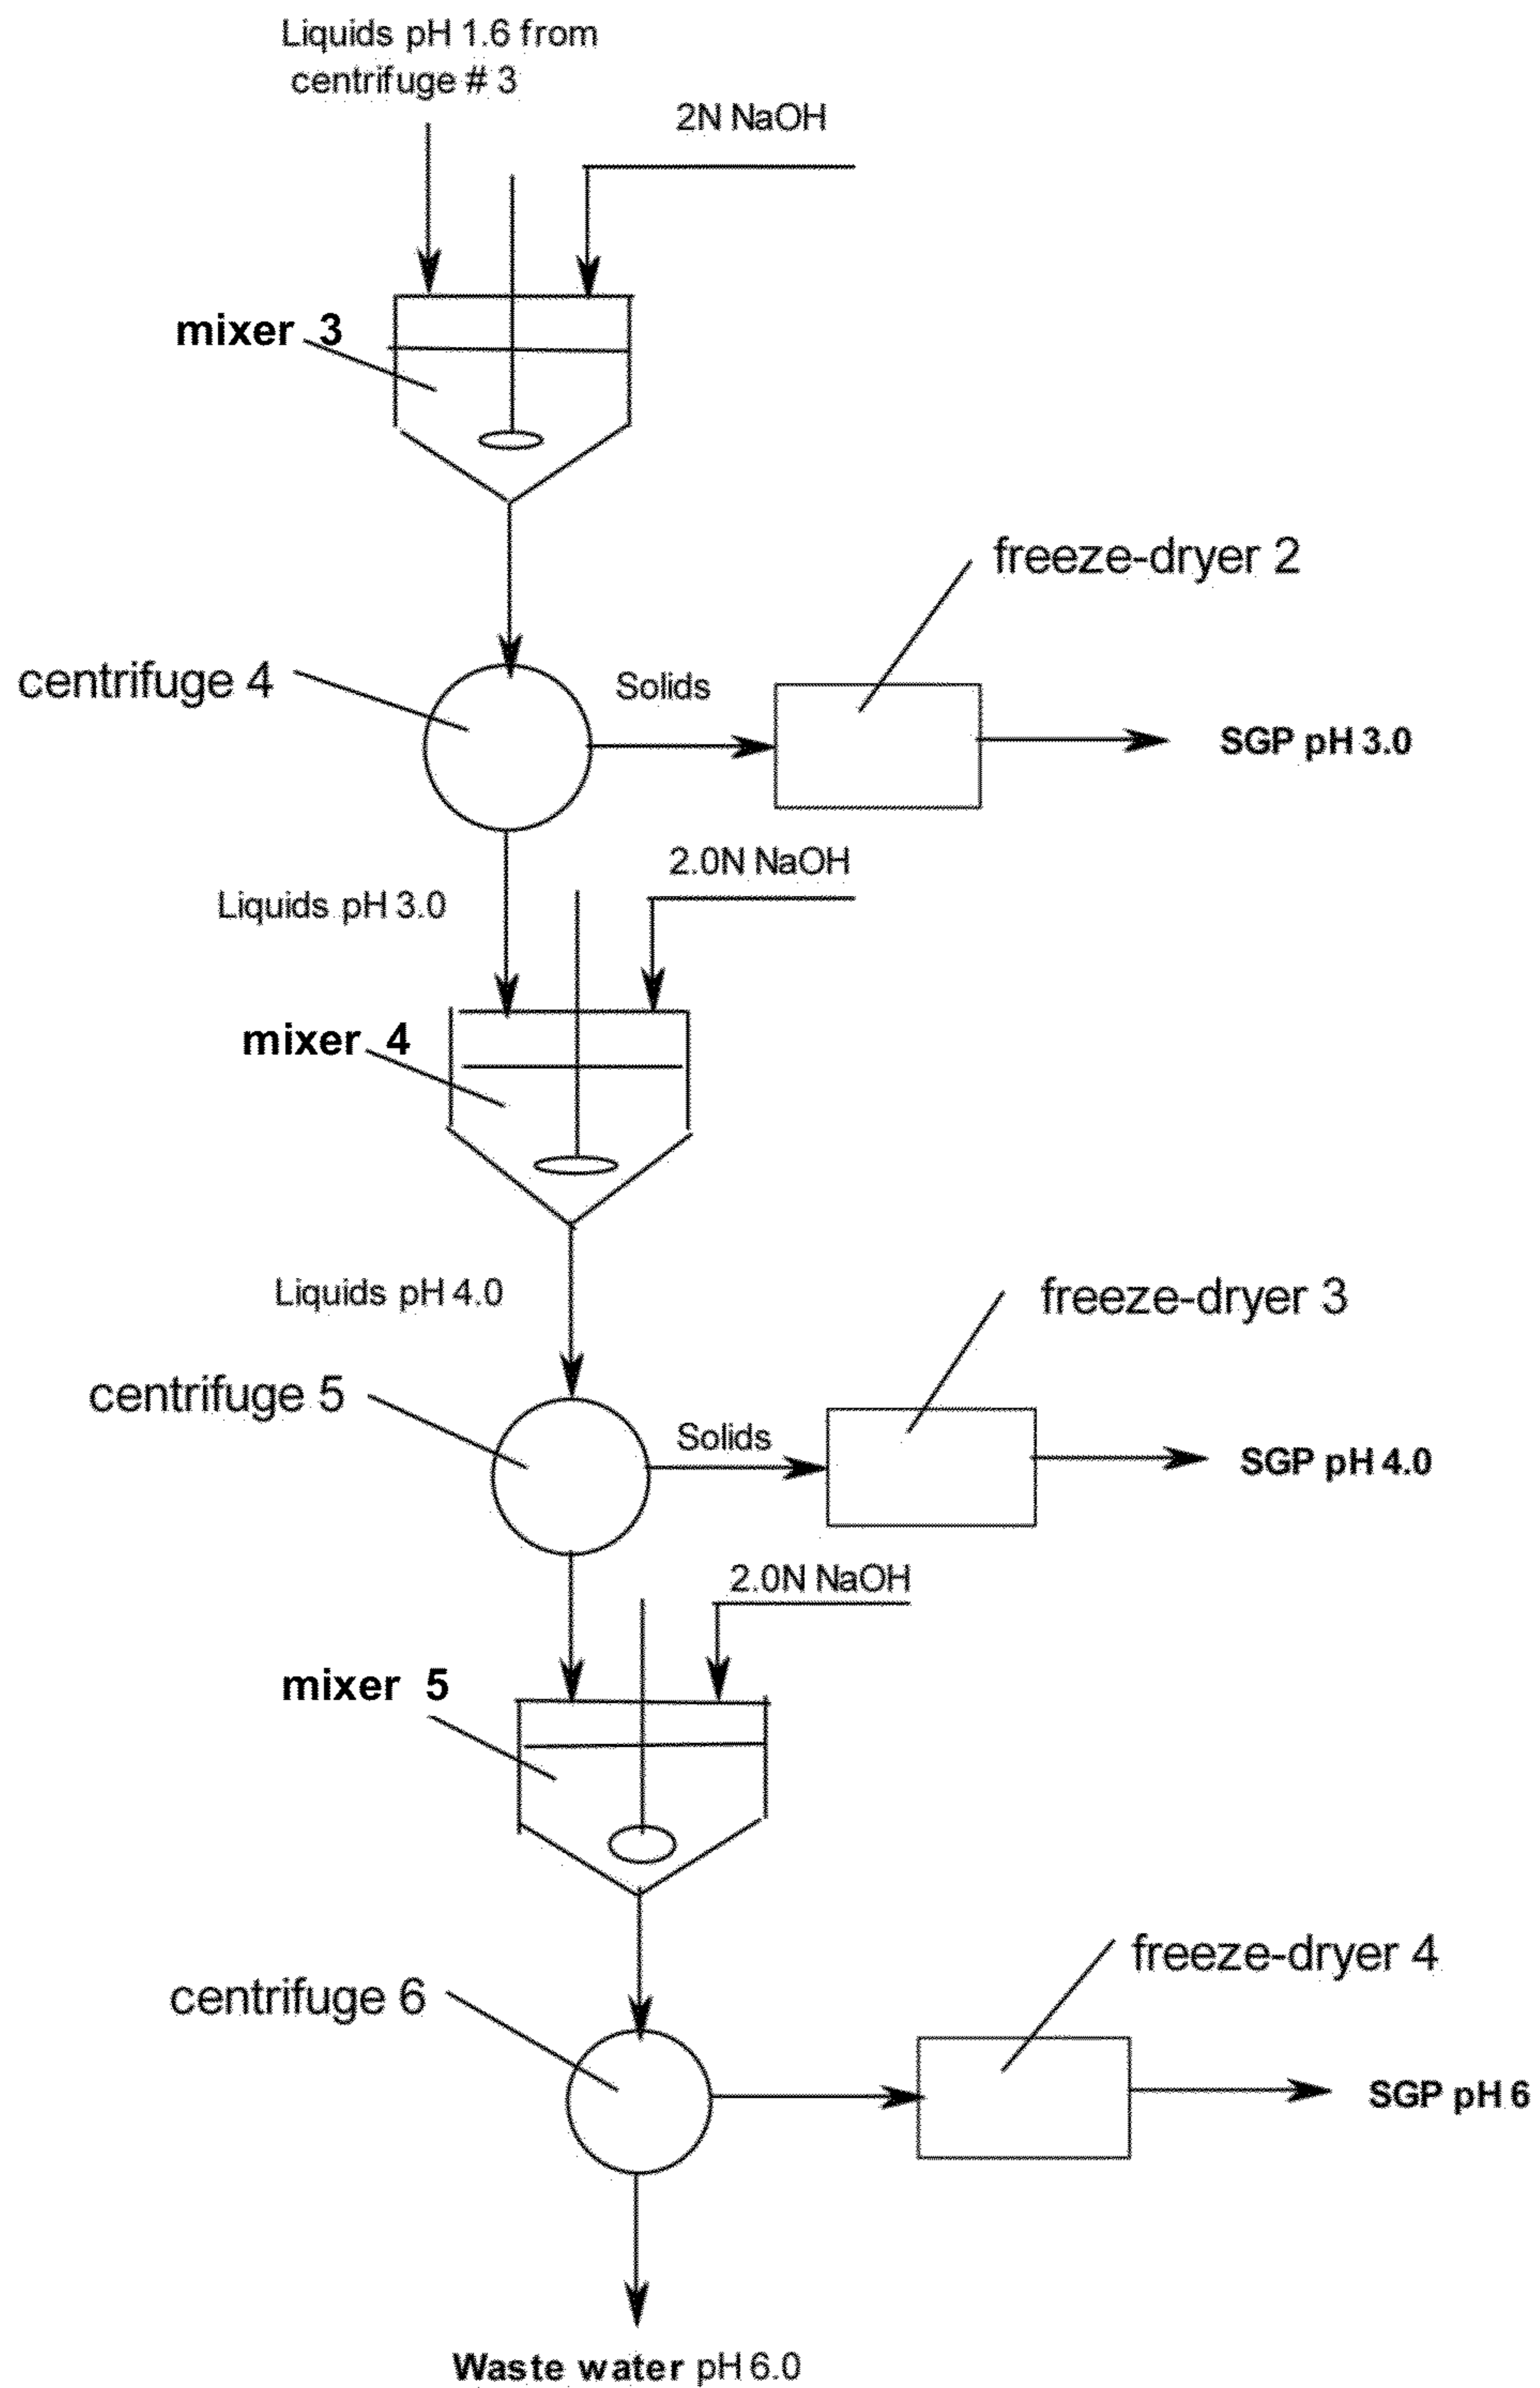 Liquids pH 1.6 from
centrifuge # 3
2N NaOH
mixer 3
freeze-dryer 2
centrifuge 4
Solids
SGP pH 3.0
2.0N NaOH
Liquids pH 3.0
mixer 4
Liquids pH 4.0
freeze-dryer 3
centrifuge 5
Solids
SGP pH 4.0
2.0N NaOH
mixer 5
freeze-dryer 4
centrifuge 6
SGP pH 6
Waste water pH 6.0